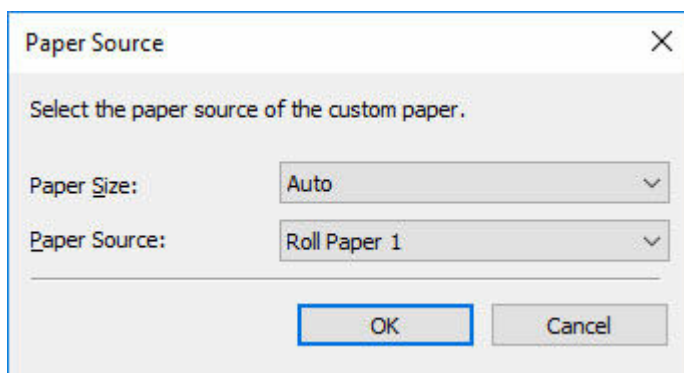 Paper Source
Select the paper source of the custom paper.
Paper Size: Auto
Paper Source: Roll Paper 1
OK Cancel